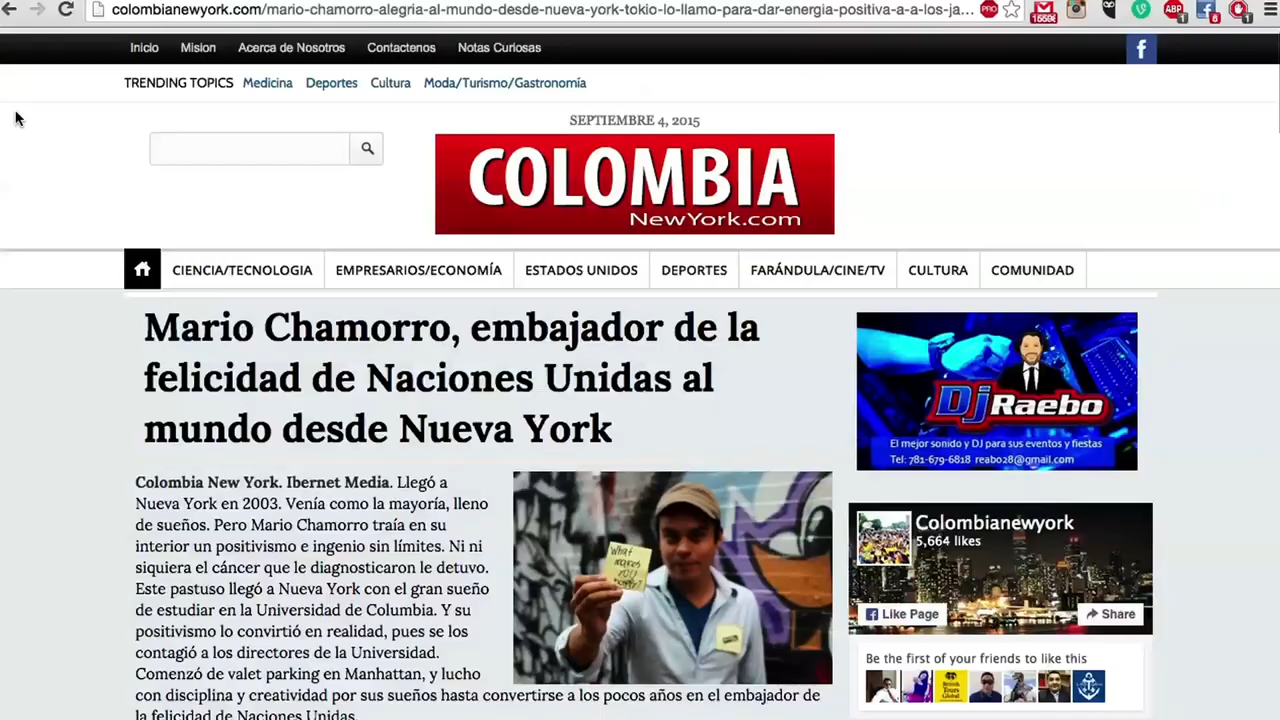 colombianewyork.com/mario-chamorro-alegria-al-mundo-desde-nueva-york-tokio-lo-llamo-para-dar-energia-positiva-a-a-los-ja...
PRO
Inicio Mision Acerca de Nosotros Contactenos Notas Curiosas
f
TRENDING TOPICS Medicina Deportes Cultura Moda/Turismo/Gastronomía
SEPTIEMBRE 4, 2015
COLOMBIA
NewYork.com
CIENCIA/TECNOLOGIA EMPRESARIOS/ECONOMÍA ESTADOS UNIDOS DEPORTES FARÁNDULA/CINE/TV CULTURA COMUNIDAD
Mario Chamorro, embajador de la
felicidad de Naciones Unidas al
mundo desde Nueva York
Colombia New York. Ibernet Media. Llegó a
Nueva York en 2003. Venía como la mayoría, lleno
de sueños. Pero Mario Chamorro traía en su
interior un positivismo e ingenio sin límites. Ni ni
siquiera el cáncer que le diagnosticaron le detuvo.
Este pastuso llegó a Nueva York con el gran sueño
de estudiar en la Universidad de Columbia. Y su
positivismo lo convirtió en realidad, pues se los
contagió a los directores de la Universidad.
Comenzó de valet parking en Manhattan, y lucho
con disciplina y creatividad por sus sueños hasta convertirse a los pocos años en el embajador de
la felicidad de Naciones Unidas.
What
DJ Raebo
El mejor sonido y DJ para sus eventos y fiestas
Tel: 781-679-6818 reabo28@gmail.com
Colombianewyork
5,664 likes
Like Page Share
Be the first of your friends to like this